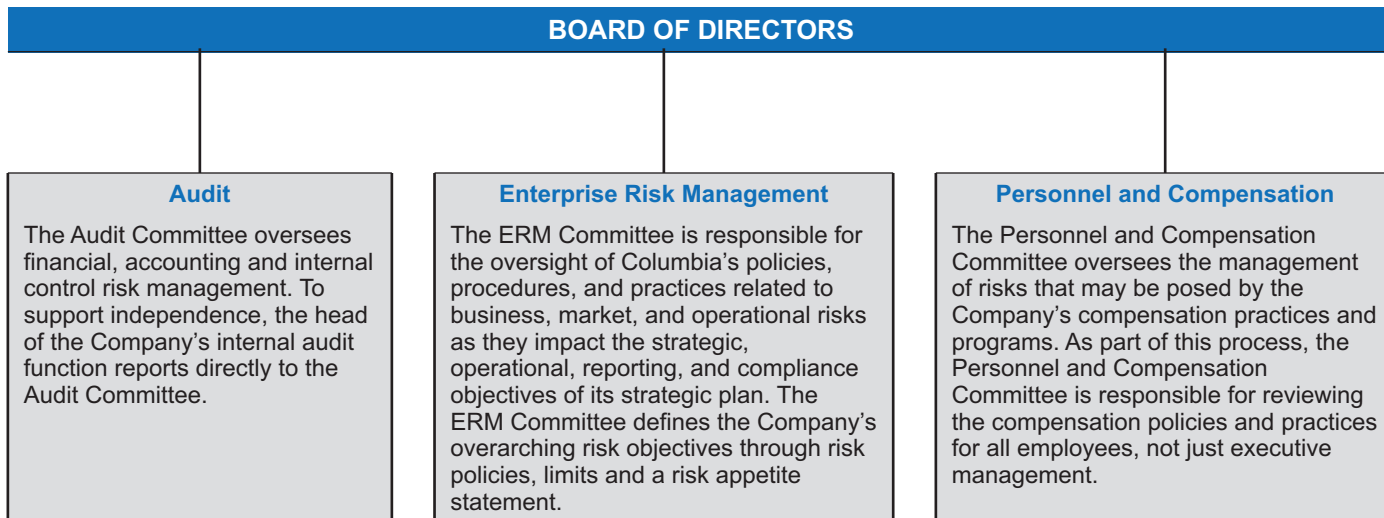 BOARD OF DIRECTORS
Audit
The Audit Committee oversees
financial, accounting and internal
control risk management. To
support independence, the head
of the Company's internal audit
function reports directly to the
Audit Committee.
Enterprise Risk Management
The ERM Committee is responsible for
the oversight of Columbia's policies,
procedures, and practices related to
business, market, and operational risks
as they impact the strategic,
operational, reporting, and compliance
objectives of its strategic plan. The
ERM Committee defines the Company's
overarching risk objectives through risk
policies, limits and a risk appetite
statement.
Personnel and Compensation
The Personnel and Compensation
Committee oversees the management
of risks that may be posed by the
Company's compensation practices and
programs. As part of this process, the
Personnel and Compensation
Committee is responsible for reviewing
the compensation policies and practices
for all employees, not just executive
management.